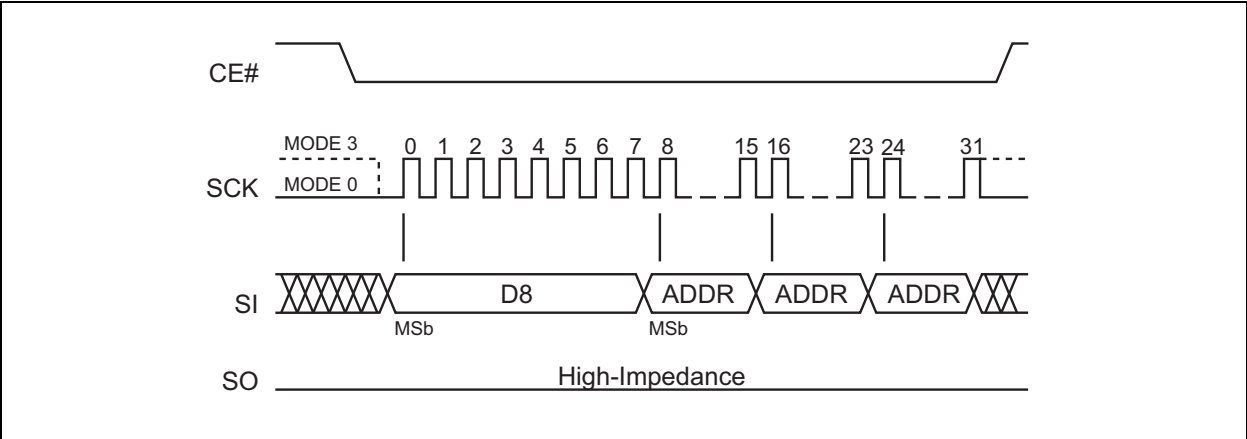 CE#
MODE 3
0 1 2 3 4 5 6 7 8 15 16 23 24 31
SCK
MODE 0
SI
D8 ADDR ADDR ADDR
MSb MSb
SO
High-Impedance